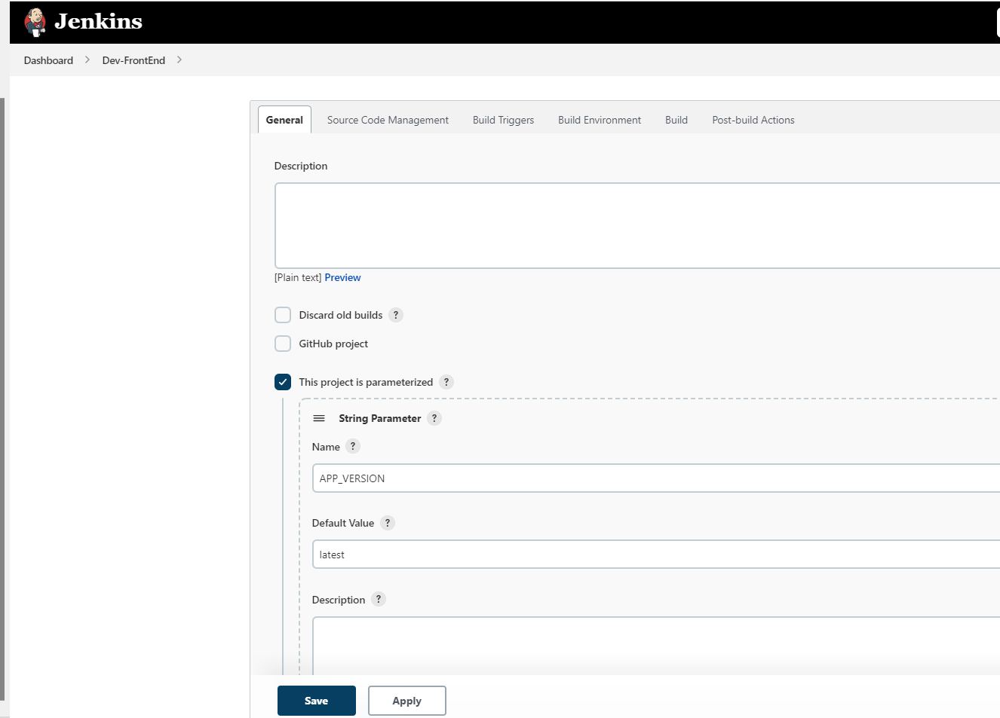 Jenkins
Dashboard > Dev-FrontEnd >
General Source Code Management Build Triggers Build Environment Build Post-build Actions
Description
[Plain text] Preview
Discard old builds ?
GitHub project
This project is parameterized ?
String Parameter ?
Name ?
APP_VERSION
Default Value ?
latest
Description ?
Save Apply